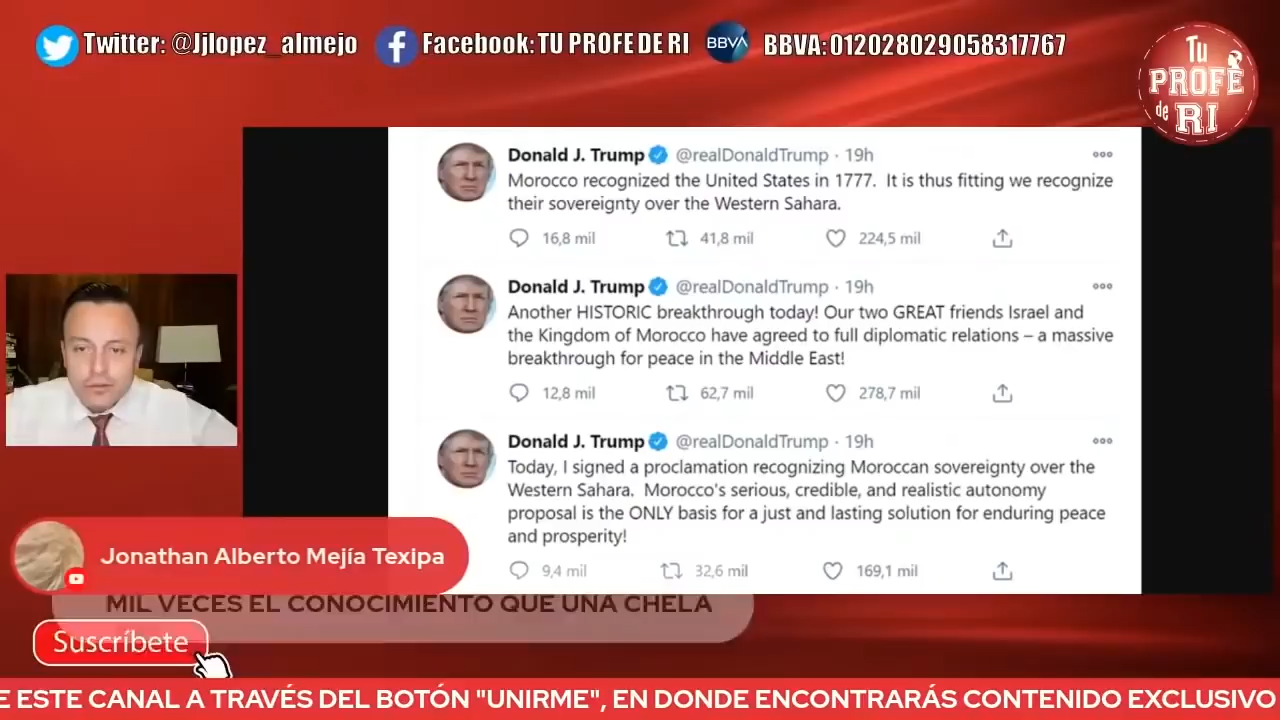 Twitter: @Jjlopez_almejo
Facebook: TU PROFE DE RI
BBVA
BBVA: 012028029058317767
Tu
PROFE
de RI
Donald J. Trump @realDonaldTrump · 19h
Morocco recognized the United States in 1777. It is thus fitting we recognize
their sovereignty over the Western Sahara.
16,8 mil 41,8 mil 224,5 mil
Donald J. Trump @realDonaldTrump · 19h
Another HISTORIC breakthrough today! Our two GREAT friends Israel and
the Kingdom of Morocco have agreed to full diplomatic relations – a massive
breakthrough for peace in the Middle East!
12,8 mil 62,7 mil 278,7 mil
Donald J. Trump @realDonaldTrump · 19h
Today, I signed a proclamation recognizing Moroccan sovereignty over the
Western Sahara. Morocco's serious, credible, and realistic autonomy
proposal is the ONLY basis for a just and lasting solution for enduring peace
and prosperity!
9,4 mil 32,6 mil 169,1 mil
Jonathan Alberto Mejía Texipa
MIL VECES EL CONOCIMIENTO QUE UNA CHELA
Suscríbete
E ESTE CANAL A TRAVÉS DEL BOTÓN "UNIRME", EN DONDE ENCONTRARÁS CONTENIDO EXCLUSIVO